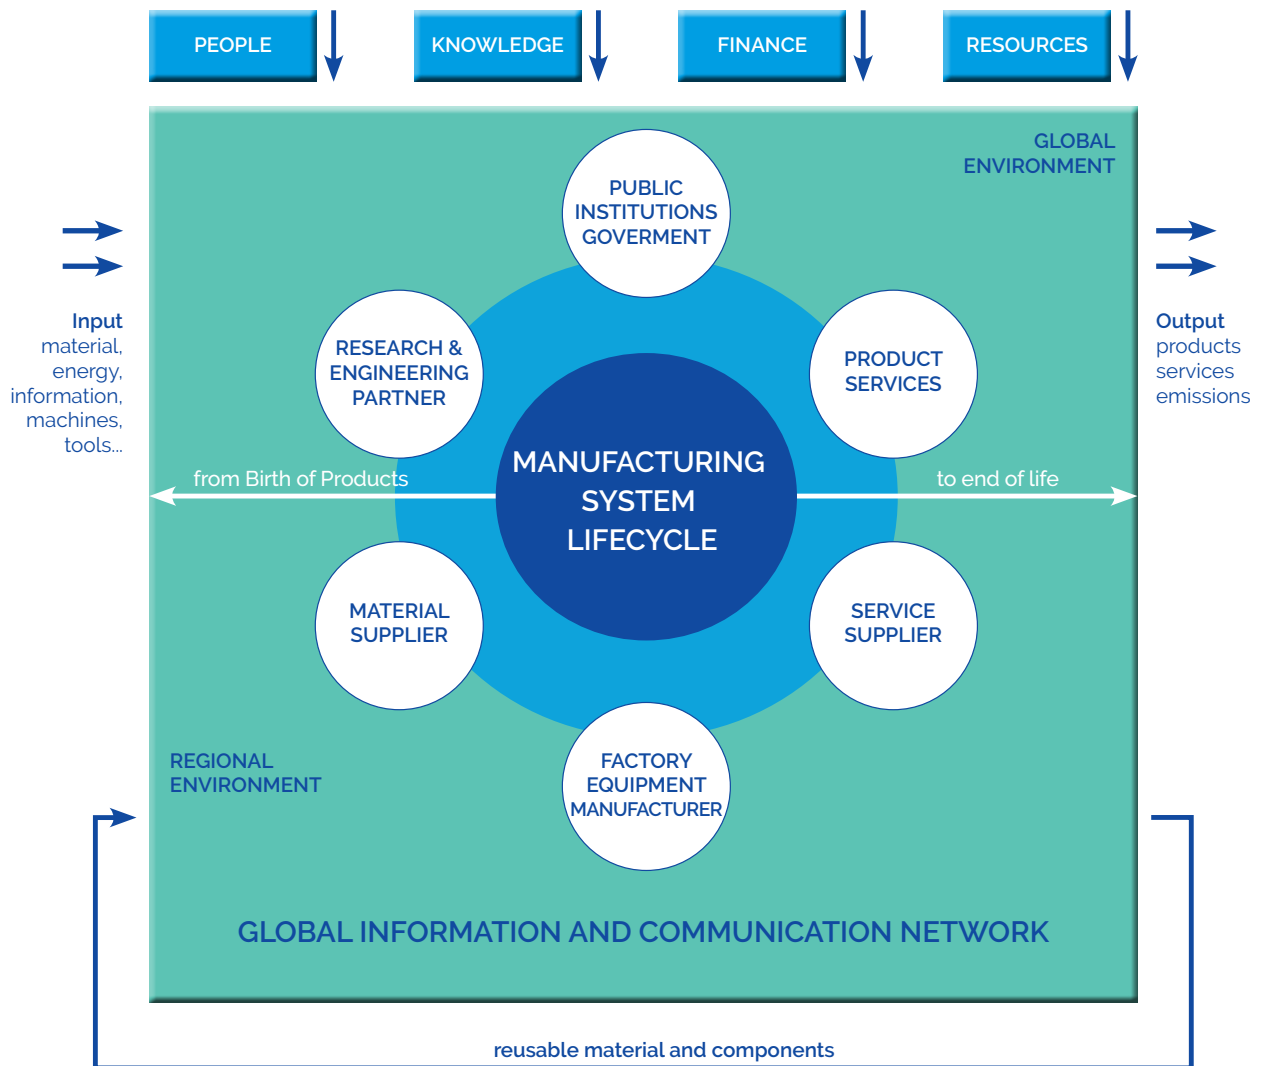 PEOPLE
KNOWLEDGE
FINANCE
RESOURCES
GLOBAL
ENVIRONMENT
PUBLIC
INSTITUTIONS
GOVERMENT
Input
material,
energy,
information,
machines,
tools...
Output
products
services
emissions
RESEARCH &
ENGINEERING
PARTNER
PRODUCT
SERVICES
from Birth of Products
MANUFACTURING
SYSTEM
LIFECYCLE
to end of life
MATERIAL
SUPPLIER
SERVICE
SUPPLIER
REGIONAL
ENVIRONMENT
FACTORY
EQUIPMENT
MANUFACTURER
GLOBAL INFORMATION AND COMMUNICATION NETWORK
reusable material and components